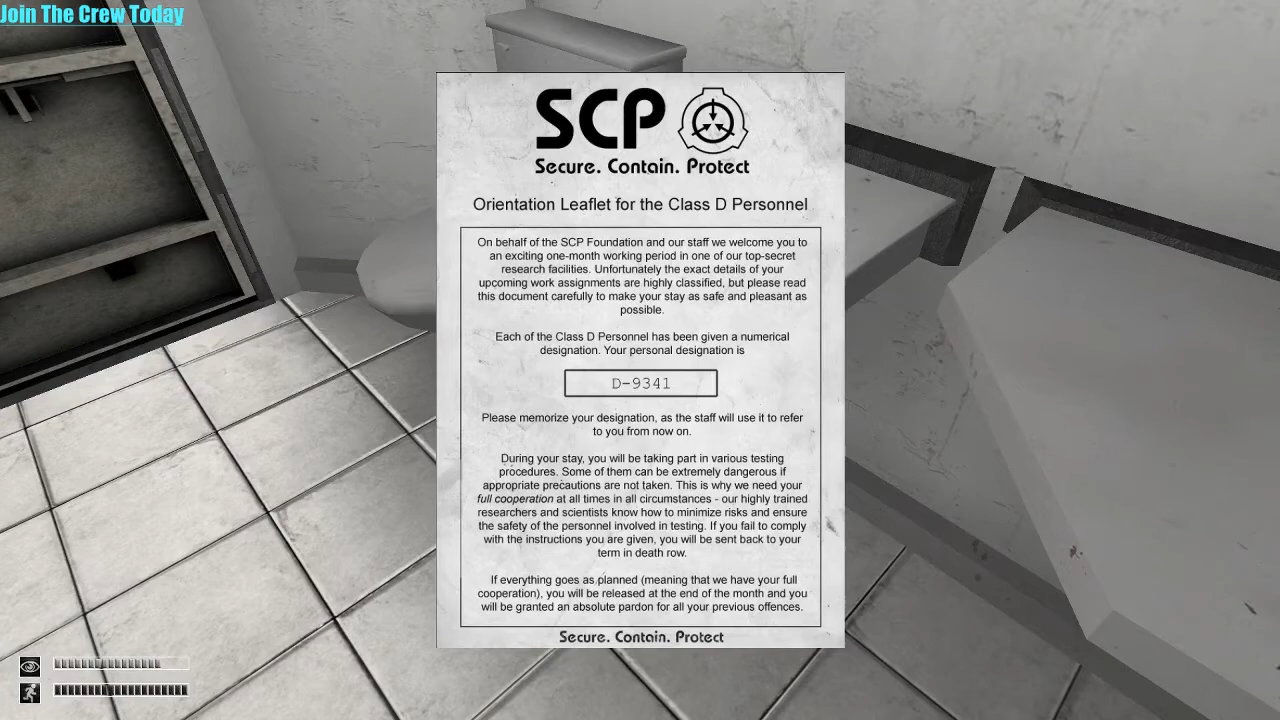 Join The Crew Today
SCP
Secure. Contain. Protect
Orientation Leaflet for the Class D Personnel
On behalf of the SCP Foundation and our staff we welcome you to
an exciting one-month working period in one of our top-secret
research facilities. Unfortunately the exact details of your
upcoming work assignments are highly classified, but please read
this document carefully to make your stay as safe and pleasant as
possible.
Each of the Class D Personnel has been given a numerical
designation. Your personal designation is
D-9341
Please memorize your designation, as the staff will use it to refer
to you from now on.
During your stay, you will be taking part in various testing
procedures. Some of them can be extremely dangerous if
appropriate precautions are not taken. This is why we need your
full cooperation at all times in all circumstances - our highly trained
researchers and scientists know how to minimize risks and ensure
the safety of the personnel involved in testing. If you fail to comply
with the instructions you are given, you will be sent back to your
term in death row.
If everything goes as planned (meaning that we have your full
cooperation), you will be released at the end of the month and you
will be granted an absolute pardon for all your previous offences.
Secure. Contain. Protect